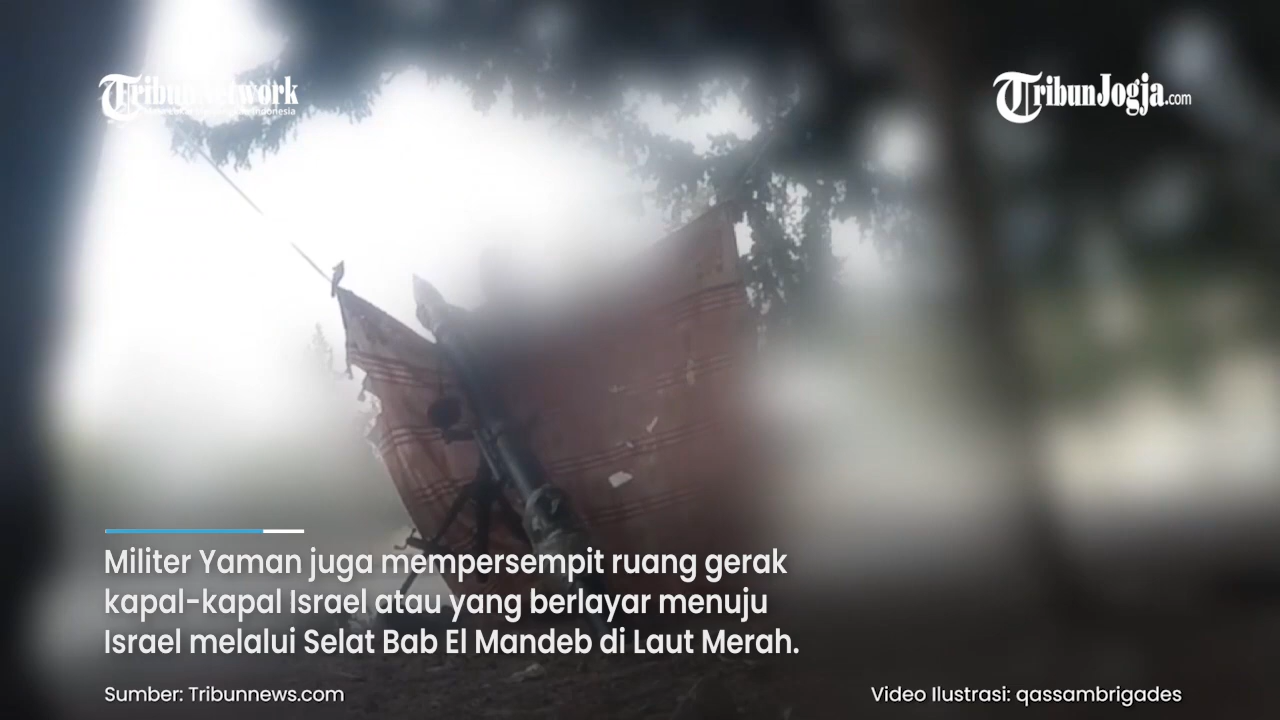 TribunNetwork
TribunJogja.com
Militer Yaman juga mempersempit ruang gerak
kapal-kapal Israel atau yang berlayar menuju
Israel melalui Selat Bab El Mandeb di Laut Merah.
Sumber: Tribunnews.com
Video Ilustrasi: qassambrigades